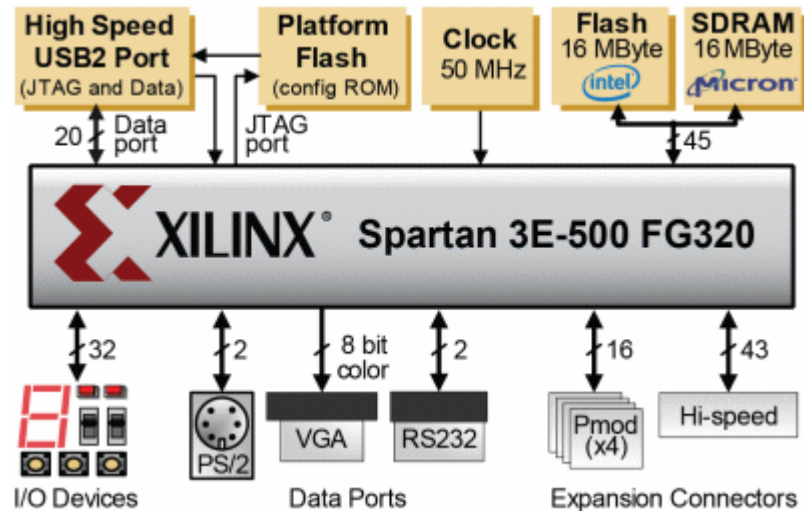 High Speed
USB2 Port
(JTAG and Data)
Platform
Flash
(config ROM)
Clock
50 MHz
Flash
16 MByte
intel
SDRAM
16 MByte
Micron
20
Data
port
JTAG
port
45
XILINX® Spartan 3E-500 FG320
32
2
8 bit
color
2
16
43
PS/2
VGA
RS232
Pmod
(x4)
Hi-speed
I/O Devices
Data Ports
Expansion Connectors